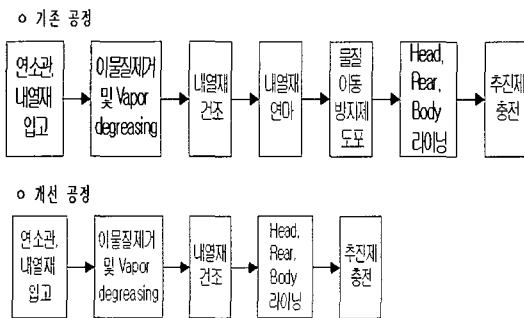 o 기존 공정
연소관,
내열재
입고
이물질제거
및 Vapor
degreasing
내열재
건조
내열재
연마
물질
이동
방지제
도포
Head,
Rear,
Body
라이닝
추진제
충전
o 개선 공정
연소관,
내열재
입고
이물질제거
및 Vapor
degreasing
내열재
건조
Head,
Rear,
Body
라이닝
추진제
충전